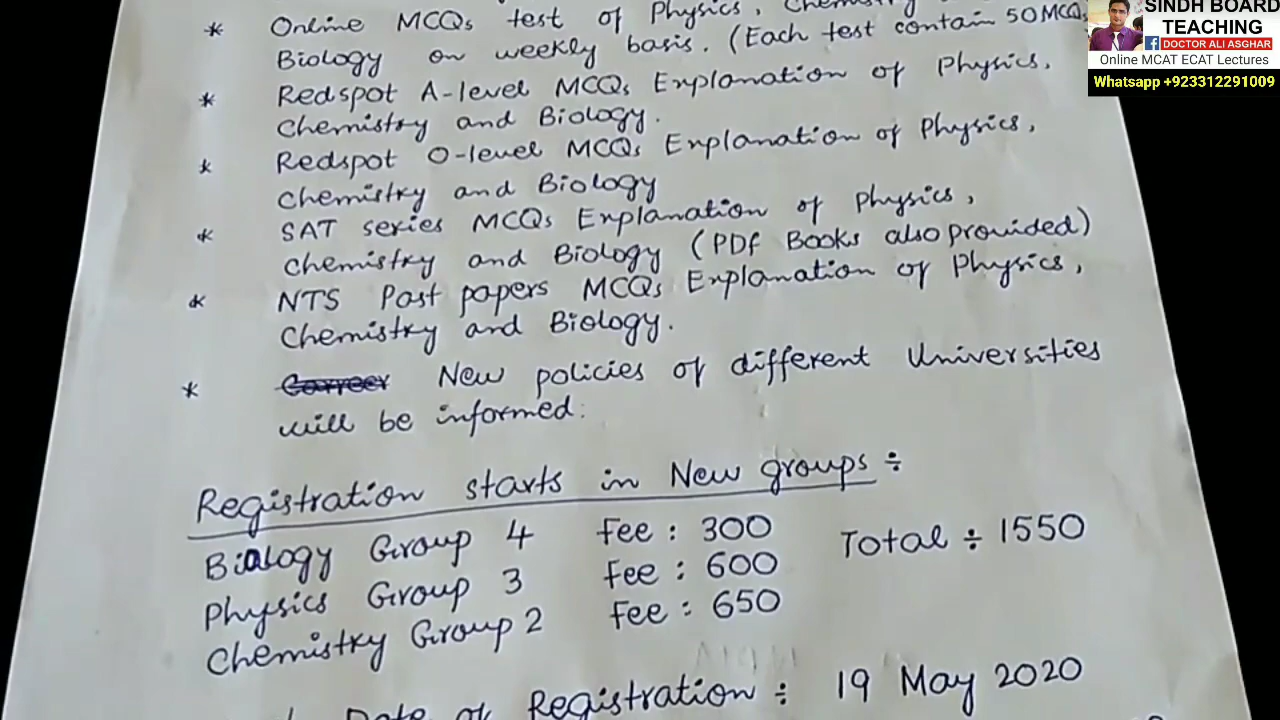 * Online MCQs test of Physics, Chemistry
Biology on weekly basis. (Each test contain 50 MCQs
* Redspot A-level MCQs Explanation of Physics,
Chemistry and Biology.
* Redspot O-level MCQs Explanation of Physics,
Chemistry and Biology
* SAT series MCQs Explanation of Physics,
Chemistry and Biology (PDF Books also provided)
* NTS Past papers MCQs Explanation of Physics,
Chemistry and Biology.
* Carreer New policies of different Universities
will be informed:
Registration starts in New groups ÷
Biology Group 4 Fee : 300 Total ÷ 1550
Physics Group 3 Fee : 600
Chemistry Group 2 Fee : 650
Date of Registration ÷ 19 May 2020
SINDH BOARD
TEACHING
f DOCTOR ALI ASGHAR
Online MCAT ECAT Lectures
Whatsapp +923312291009